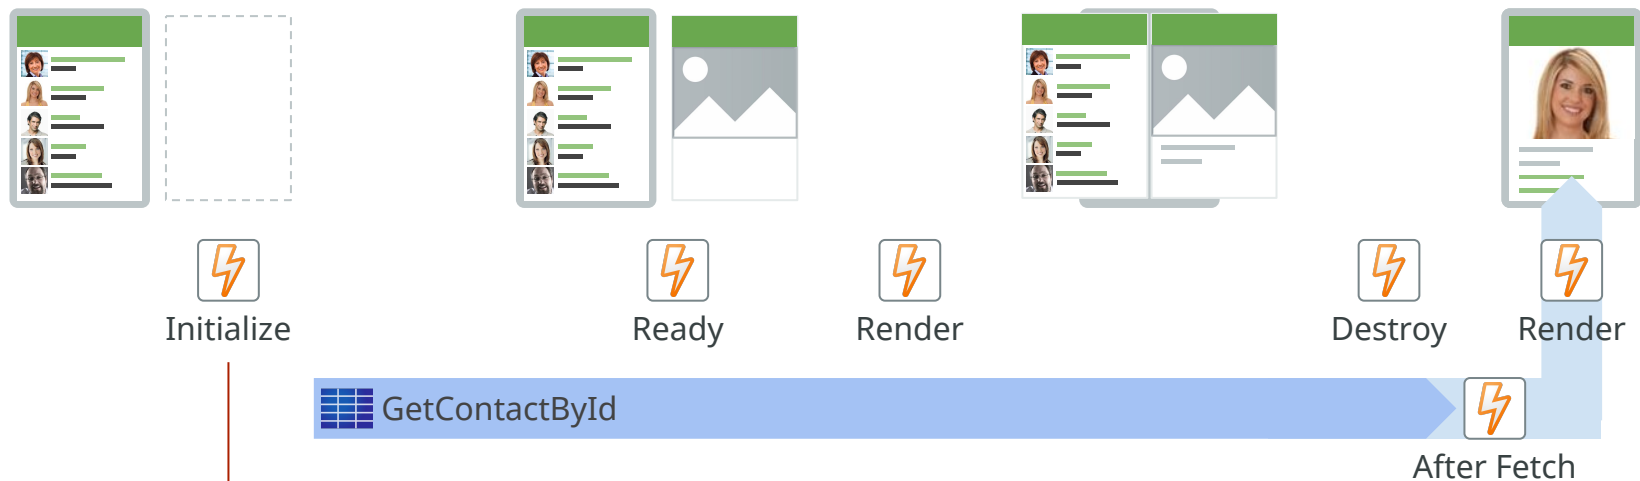 Initialize
Ready
Render
Destroy
Render
GetContactById
After Fetch